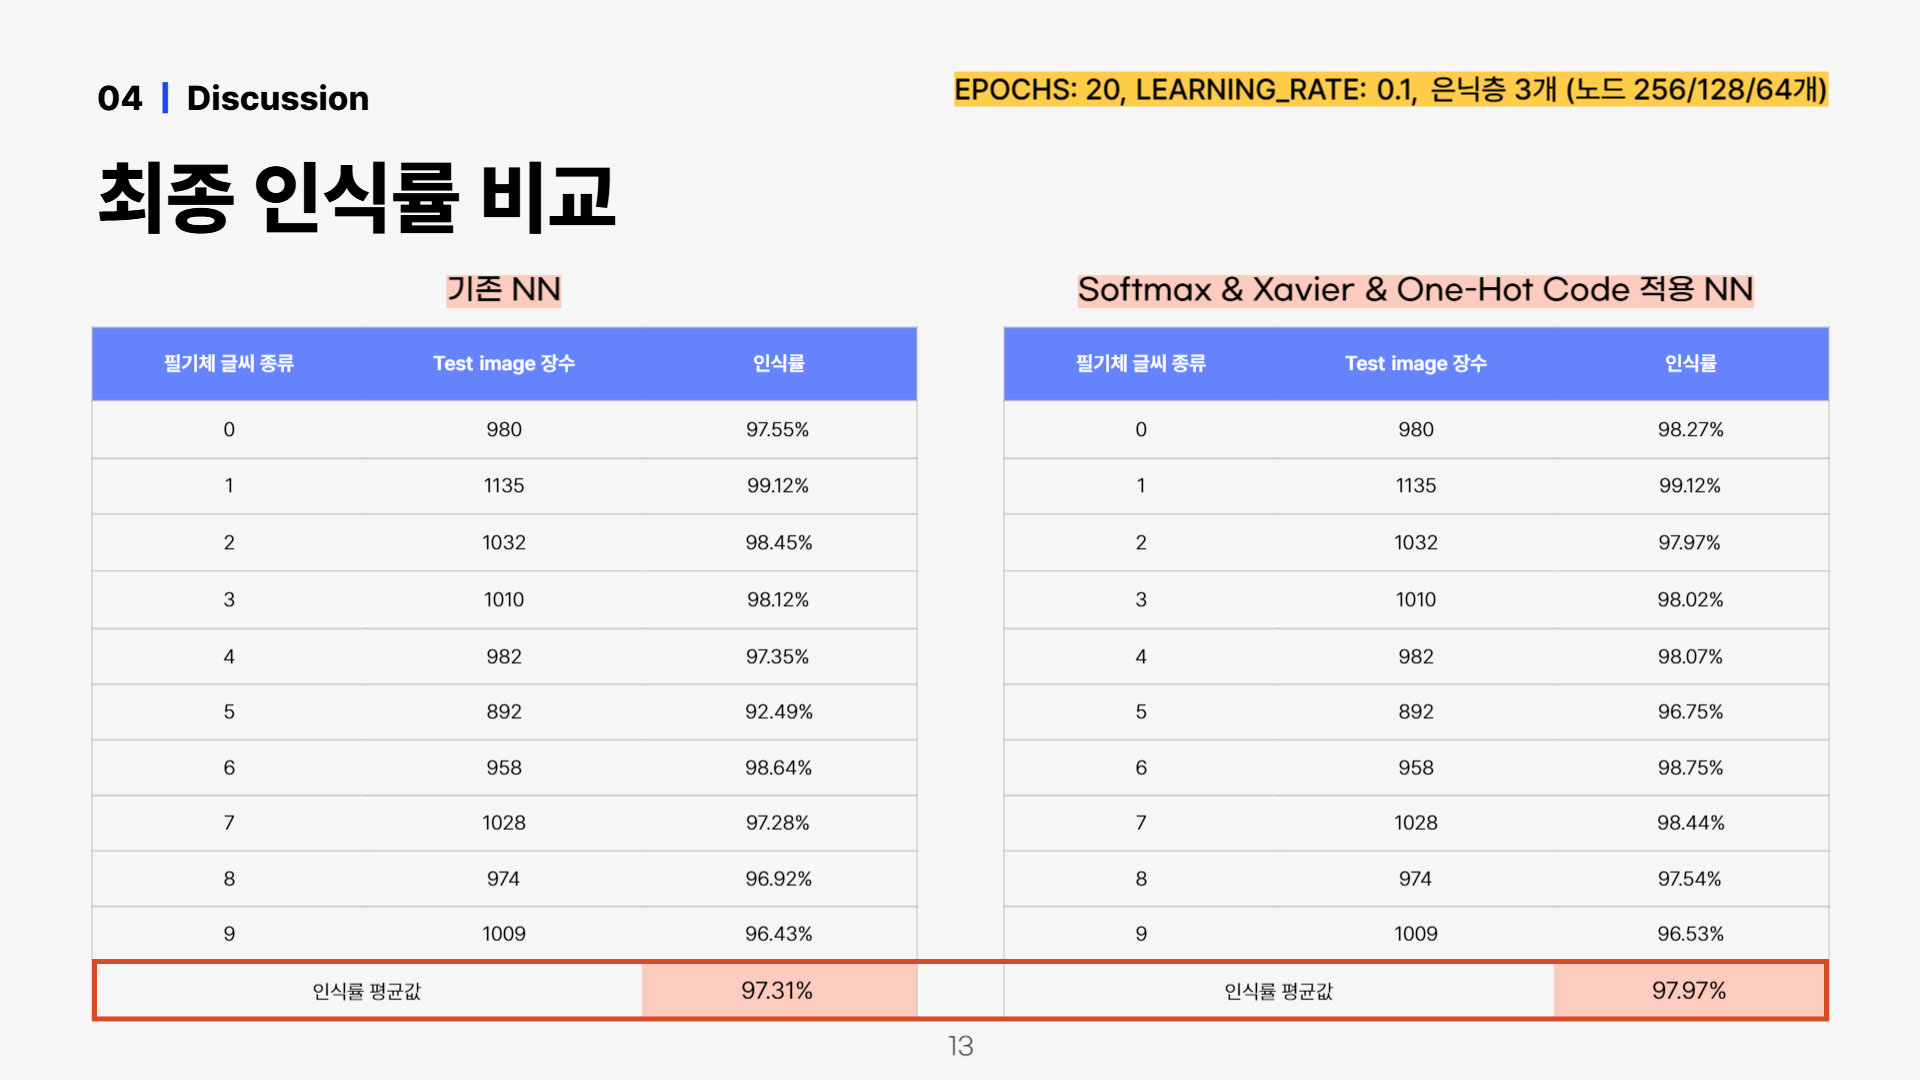 04 | Discussion
EPOCHS: 20, LEARNING_RATE: 0.1, 은닉층 3개 (노드 256/128/64개)
최종 인식률 비교
기존 NN
필기체 글씨 종류 Test image 장수 인식률
0 980 97.55%
1 1135 99.12%
2 1032 98.45%
3 1010 98.12%
4 982 97.35%
5 892 92.49%
6 958 98.64%
7 1028 97.28%
8 974 96.92%
9 1009 96.43%
인식률 평균값 97.31%
Softmax & Xavier & One-Hot Code 적용 NN
필기체 글씨 종류 Test image 장수 인식률
0 980 98.27%
1 1135 99.12%
2 1032 97.97%
3 1010 98.02%
4 982 98.07%
5 892 96.75%
6 958 98.75%
7 1028 98.44%
8 974 97.54%
9 1009 96.53%
인식률 평균값 97.97%
13